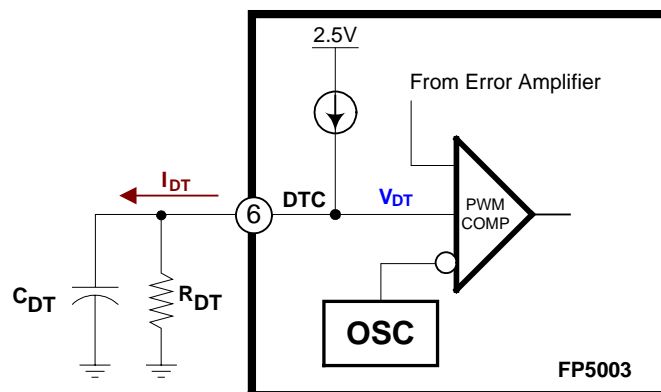 2.5V
From Error Amplifier
IDT
6
DTC
VDT
PWM
COMP
CDT
RDT
OSC
FP5003